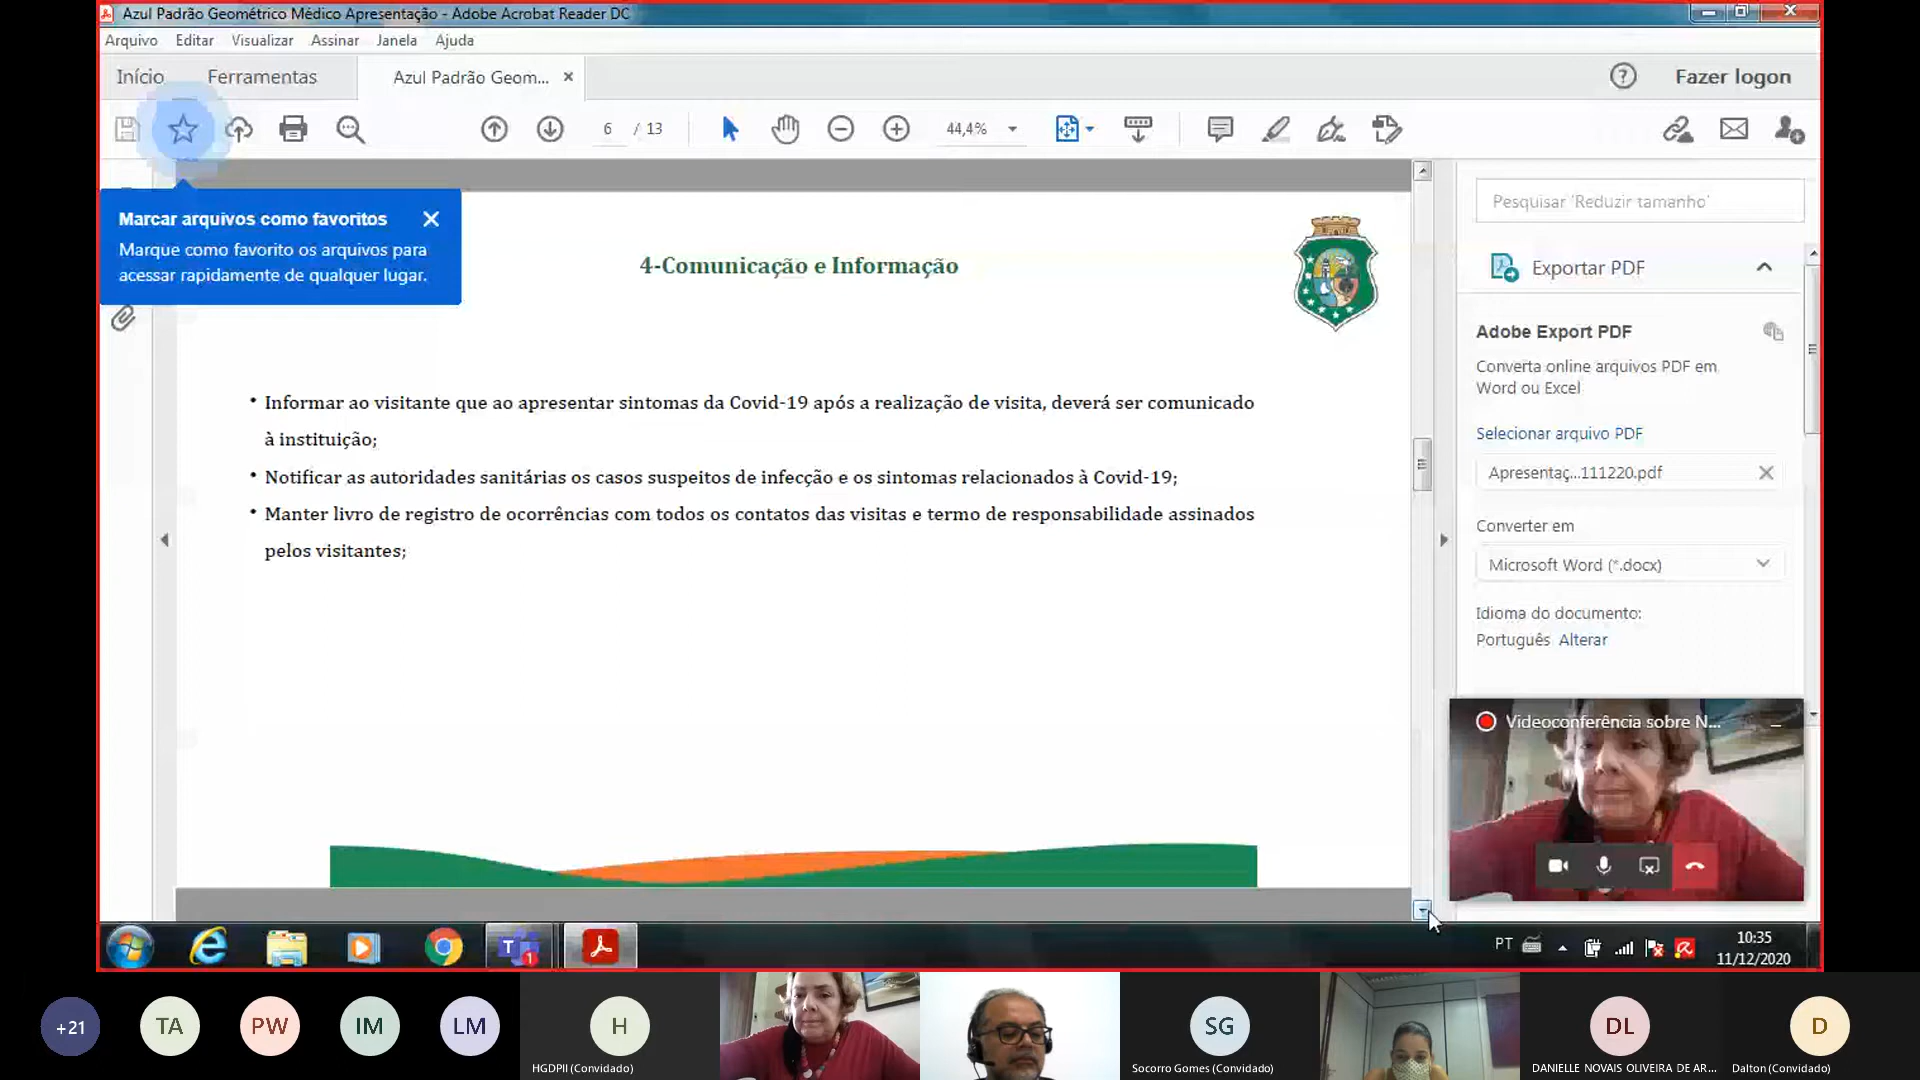 Azul Padrão Geométrico Médico Apresentação - Adobe Acrobat Reader DC
Arquivo Editar Visualizar Assinar Janela Ajuda
Início Ferramentas Azul Padrão Geom... × Fazer logon
6 / 13 44,4%
Marcar arquivos como favoritos
Marque como favorito os arquivos para
acessar rapidamente de qualquer lugar.
4-Comunicação e Informação
• Informar ao visitante que ao apresentar sintomas da Covid-19 após a realização de visita, deverá ser comunicado
à instituição;
• Notificar as autoridades sanitárias os casos suspeitos de infecção e os sintomas relacionados à Covid-19;
• Manter livro de registro de ocorrências com todos os contatos das visitas e termo de responsabilidade assinados
pelos visitantes;
Pesquisar 'Reduzir tamanho'
Exportar PDF
Adobe Export PDF
Converta online arquivos PDF em
Word ou Excel
Selecionar arquivo PDF
Apresentaç...111220.pdf
Converter em
Microsoft Word (*.docx)
Idioma do documento:
Português Alterar
Videoconferência sobre N...
PT
10:35
11/12/2020
+21 TA PW IM LM H SG DL D
HGDPII (Convidado)
Socorro Gomes (Convidado)
DANIELLE NOVAIS OLIVEIRA DE AR...
Dalton (Convidado)